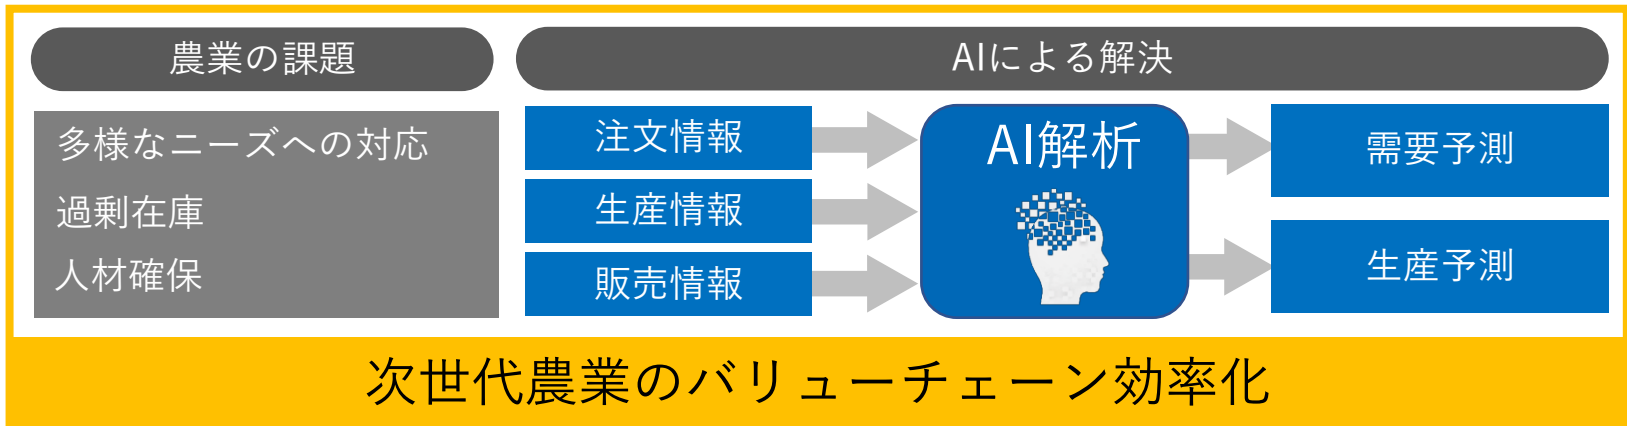 農業の課題
多様なニーズへの対応
過剰在庫
人材確保
AIによる解決
注文情報
生産情報
販売情報
AI解析
需要予測
生産予測
次世代農業のバリューチェーン効率化